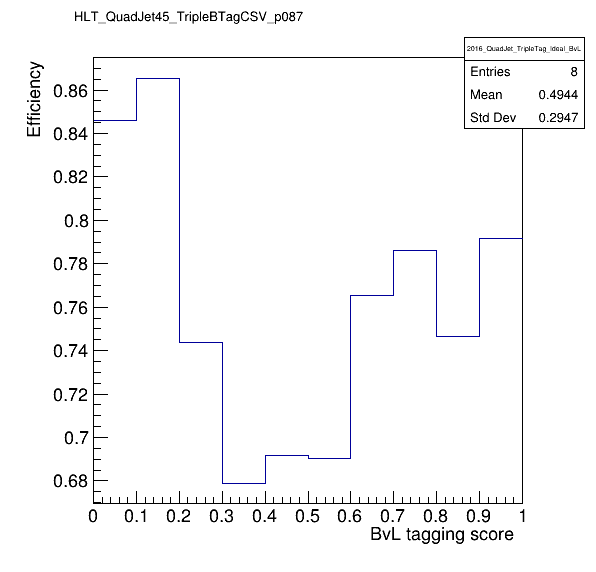 HLT_QuadJet45_TripleBTagCSV_p087
2016_QuadJet_TripleTag_Ideal_BvL
Entries 8
Mean 0.4944
Std Dev 0.2947
Efficiency
0.86
0.84
0.82
0.8
0.78
0.76
0.74
0.72
0.7
0.68
0 0.1 0.2 0.3 0.4 0.5 0.6 0.7 0.8 0.9 1
BvL tagging score